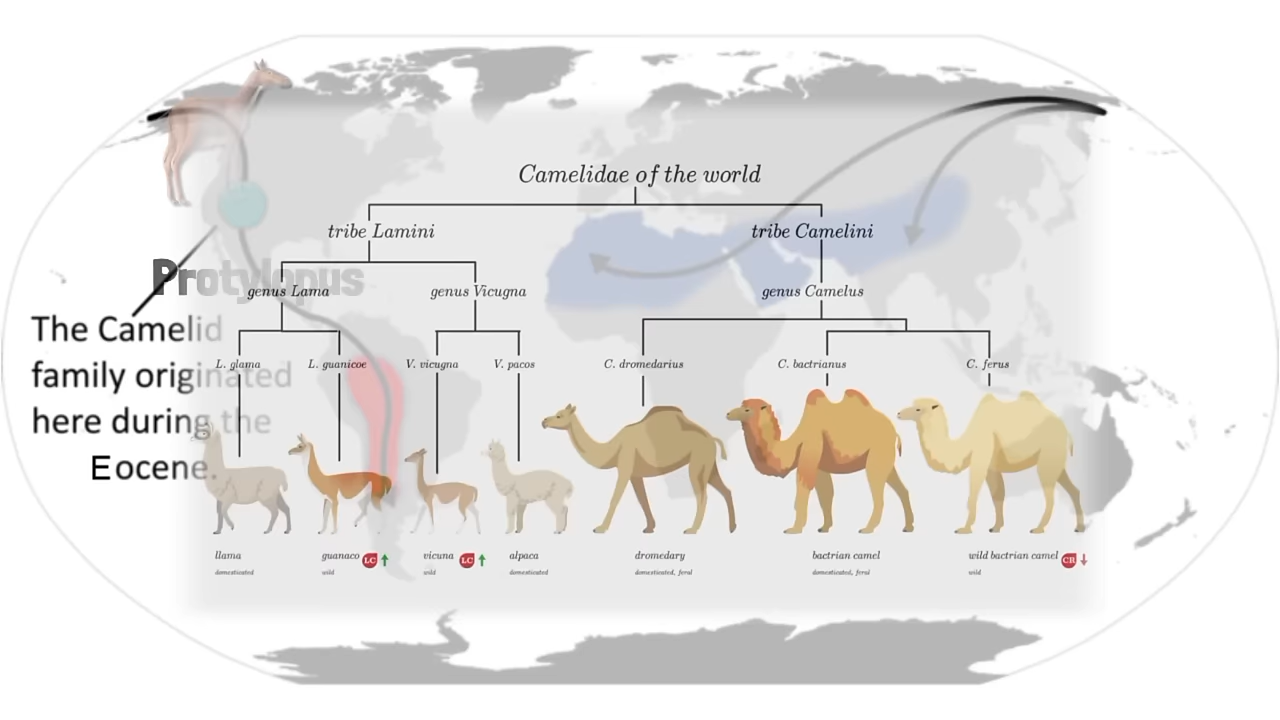 Camelidae of the world
tribe Lamini
tribe Camelini
Protylopus
genus Lama
genus Vicugna
genus Camelus
The Camelid
family originated
here during the
Eocene.
L. glama
L. guanicoe
V. vicugna
V. pacos
C. dromedarius
C. bactrianus
C. ferus
llama
domesticated
guanaco LC
wild
vicuna LC
wild
alpaca
domesticated
dromedary
domesticated, feral
bactrian camel
domesticated, feral
wild bactrian camel CR
wild